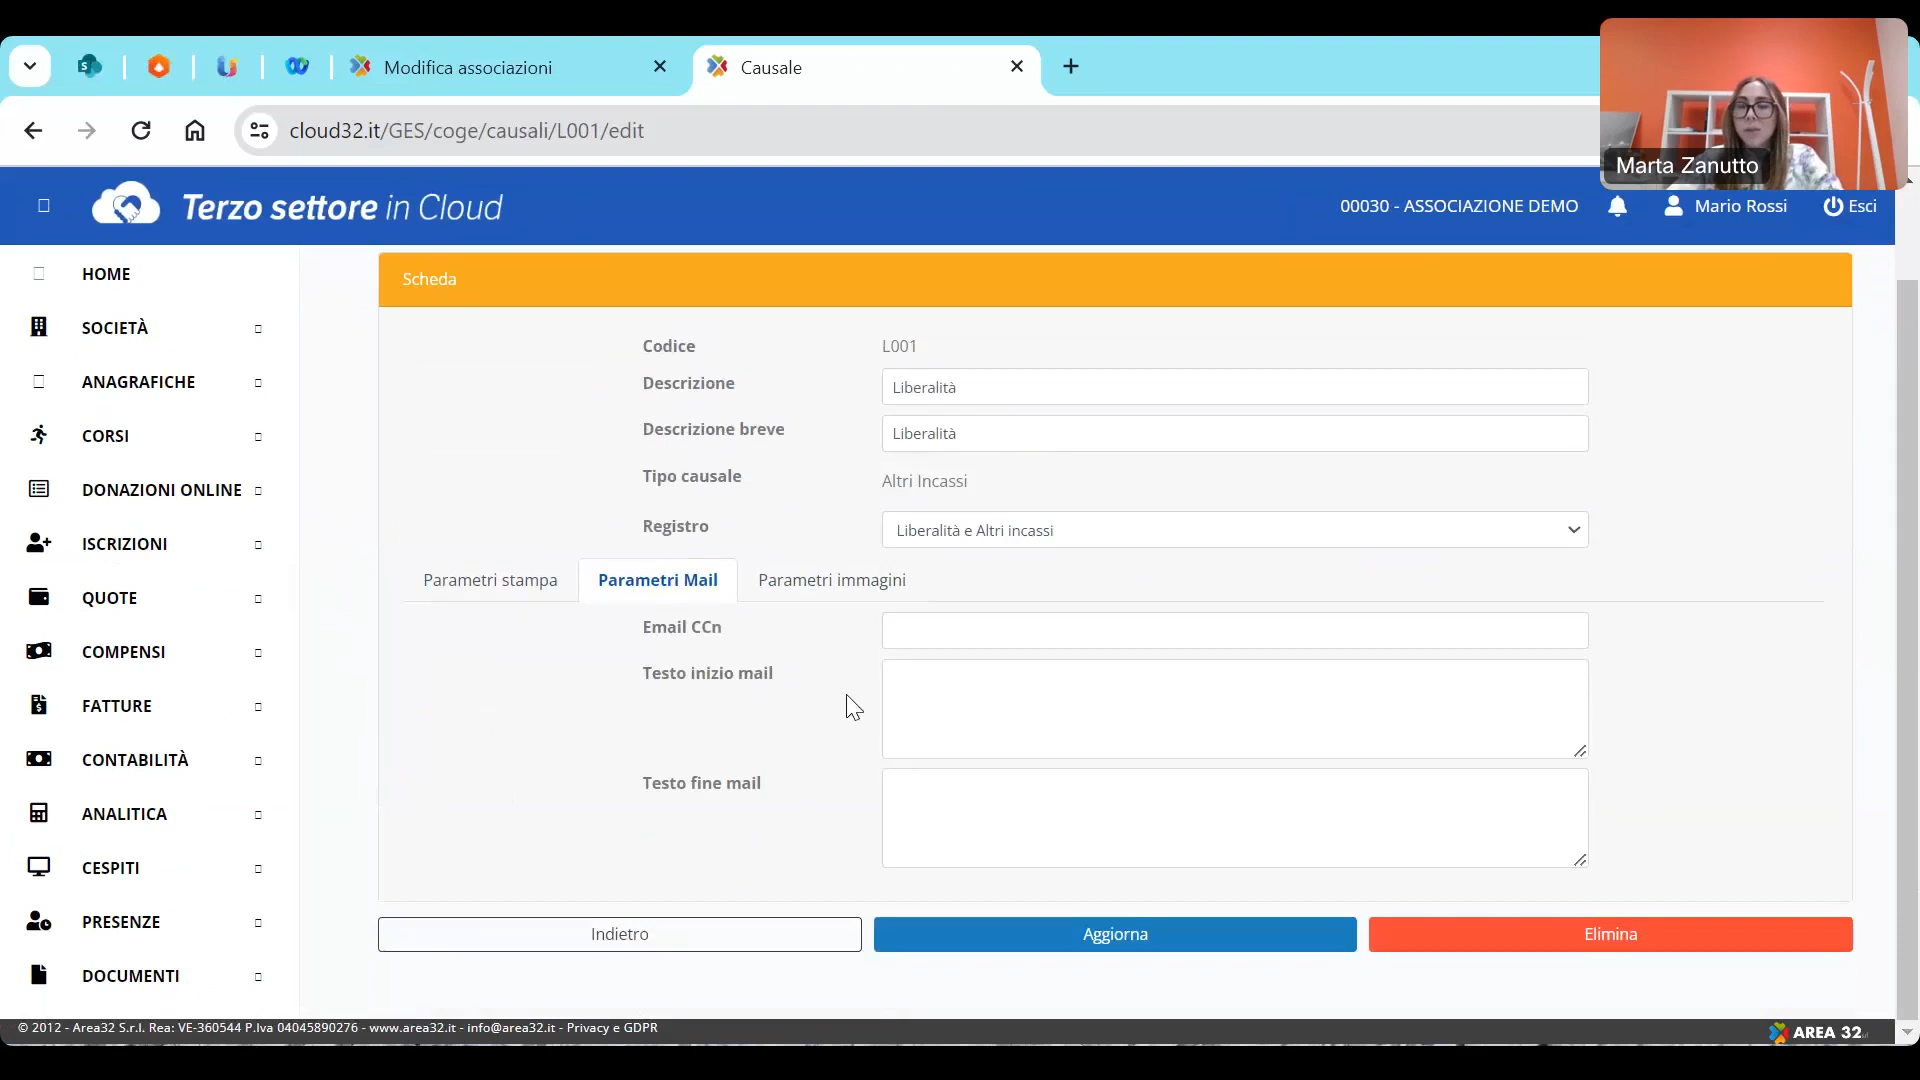 Modifica associazioni
Causale
cloud32.it/GES/coge/causali/L001/edit
Marta Zanutto
Terzo settore in Cloud
00030 - ASSOCIAZIONE DEMO
Mario Rossi
Esci
HOME
SOCIETÀ
ANAGRAFICHE
CORSI
DONAZIONI ONLINE
ISCRIZIONI
QUOTE
COMPENSI
FATTURE
CONTABILITÀ
ANALITICA
CESPITI
PRESENZE
DOCUMENTI
Scheda
Codice L001
Descrizione Liberalità
Descrizione breve Liberalità
Tipo causale Altri Incassi
Registro Liberalità e Altri incassi
Parametri stampa Parametri Mail Parametri immagini
Email CCn
Testo inizio mail
Testo fine mail
Indietro Aggiorna Elimina
© 2012 - Area32 S.r.l. Rea: VE-360544 P.Iva 04045890276 - www.area32.it - info@area32.it - Privacy e GDPR
AREA 32